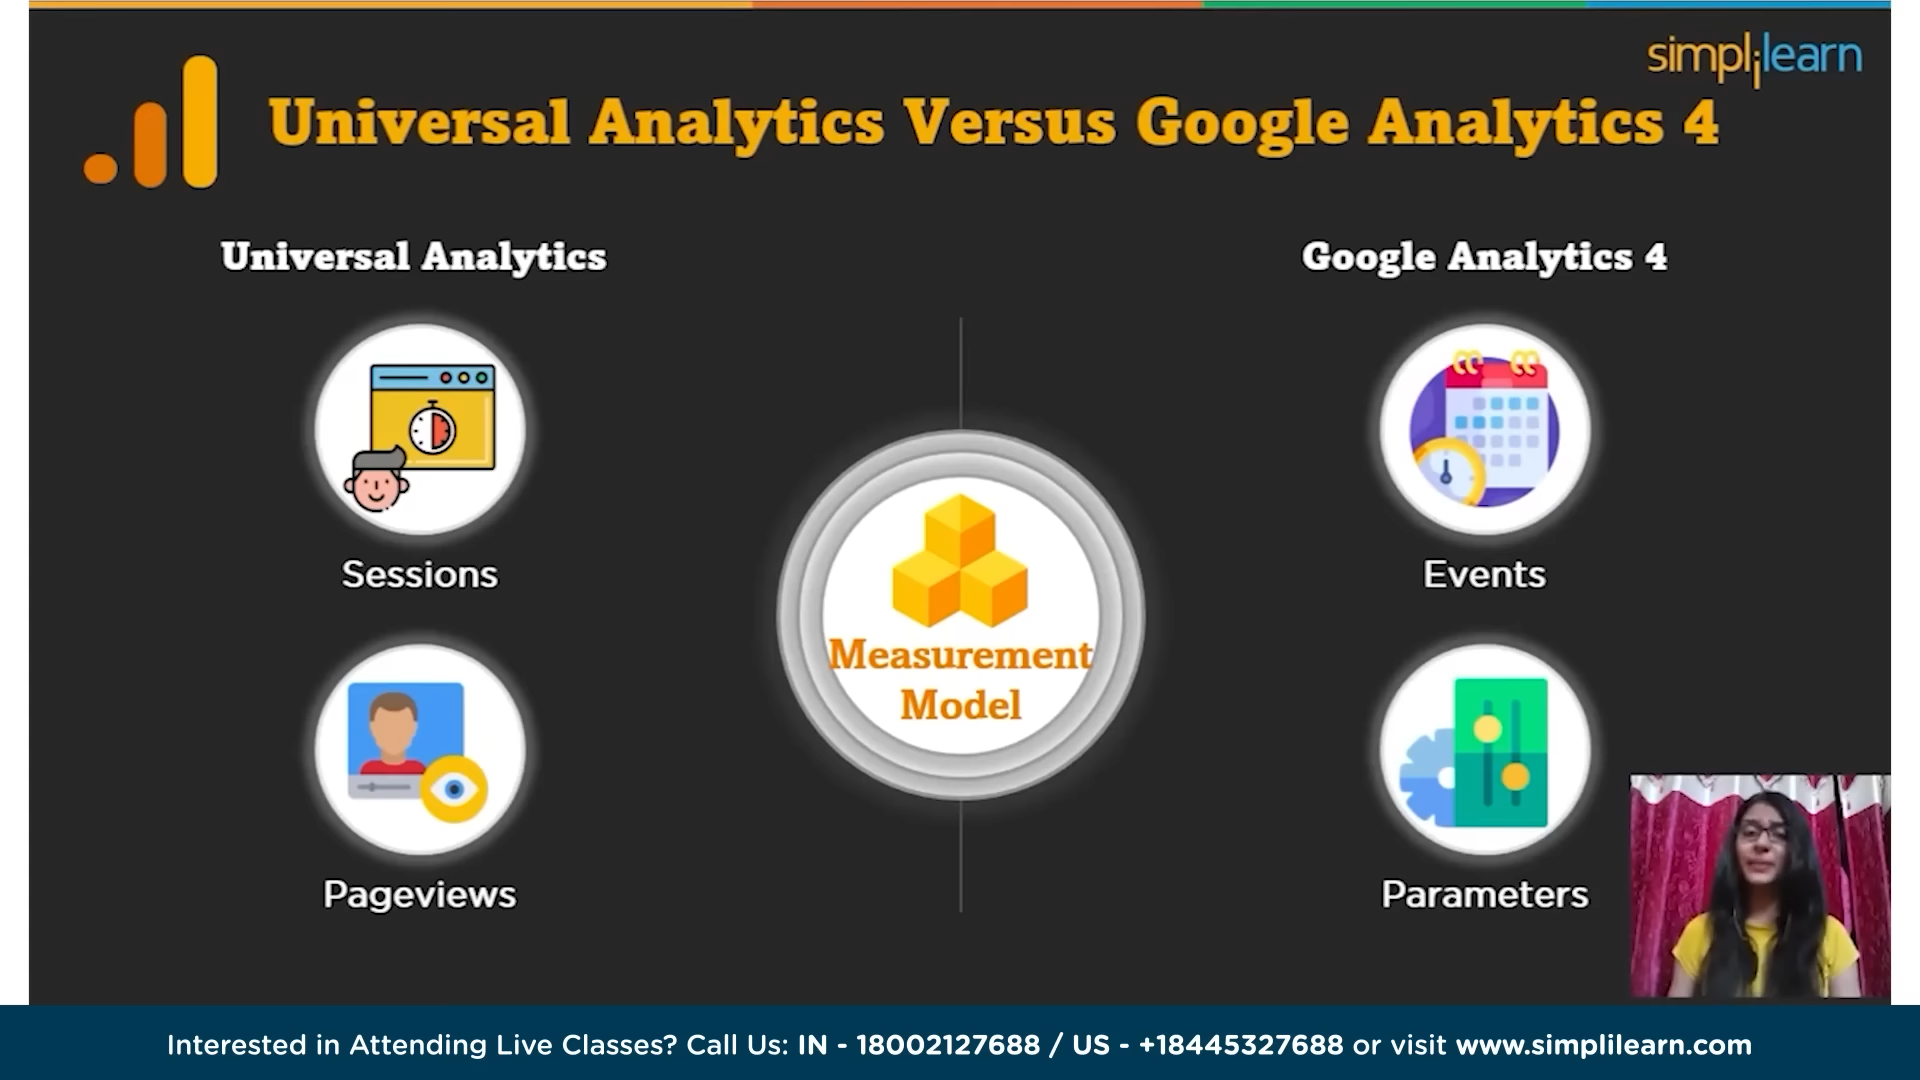 simplilearn
Universal Analytics Versus Google Analytics 4
Universal Analytics
Google Analytics 4
Sessions
Events
Measurement
Model
Pageviews
Parameters
Interested in Attending Live Classes? Call Us: IN - 18002127688 / US - +18445327688 or visit www.simplilearn.com